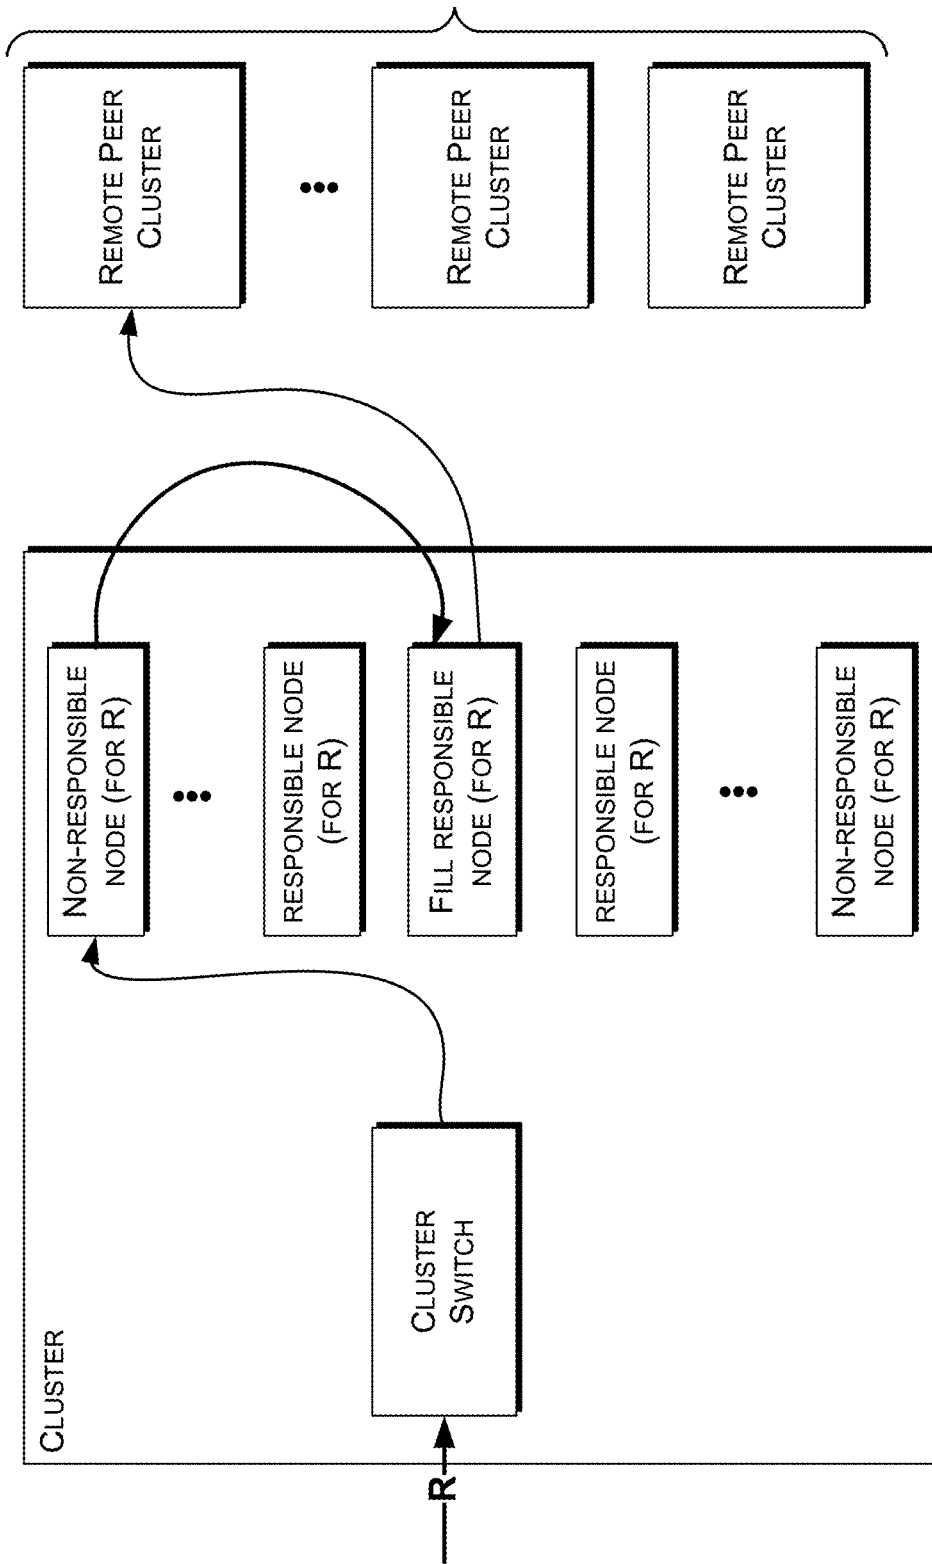 CLUSTER
R
CLUSTER
SWITCH
NON-RESPONSIBLE
NODE (FOR R)
RESPONSIBLE NODE
(FOR R)
FILL RESPONSIBLE
NODE (FOR R)
RESPONSIBLE NODE
(FOR R)
NON-RESPONSIBLE
NODE (FOR R)
REMOTE PEER
CLUSTER
REMOTE PEER
CLUSTER
REMOTE PEER
CLUSTER